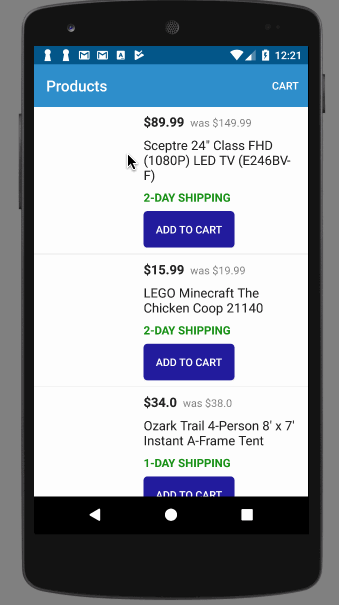 12:21
Products CART
$89.99 was $149.99
Sceptre 24" Class FHD
(1080P) LED TV (E246BV-
F)
2-DAY SHIPPING
ADD TO CART
$15.99 was $19.99
LEGO Minecraft The
Chicken Coop 21140
2-DAY SHIPPING
ADD TO CART
$34.0 was $38.0
Ozark Trail 4-Person 8' x 7'
Instant A-Frame Tent
1-DAY SHIPPING
ADD TO CART